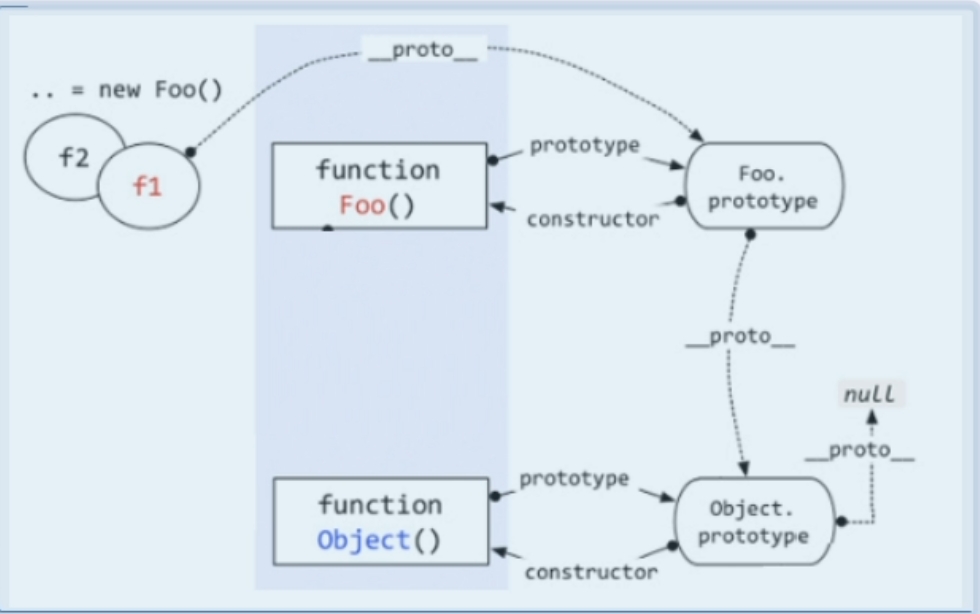 __proto__
.. = new Foo()
f2
f1
function
Foo()
prototype
constructor
Foo.
prototype
__proto__
null
__proto__
function
Object()
prototype
constructor
Object.
prototype